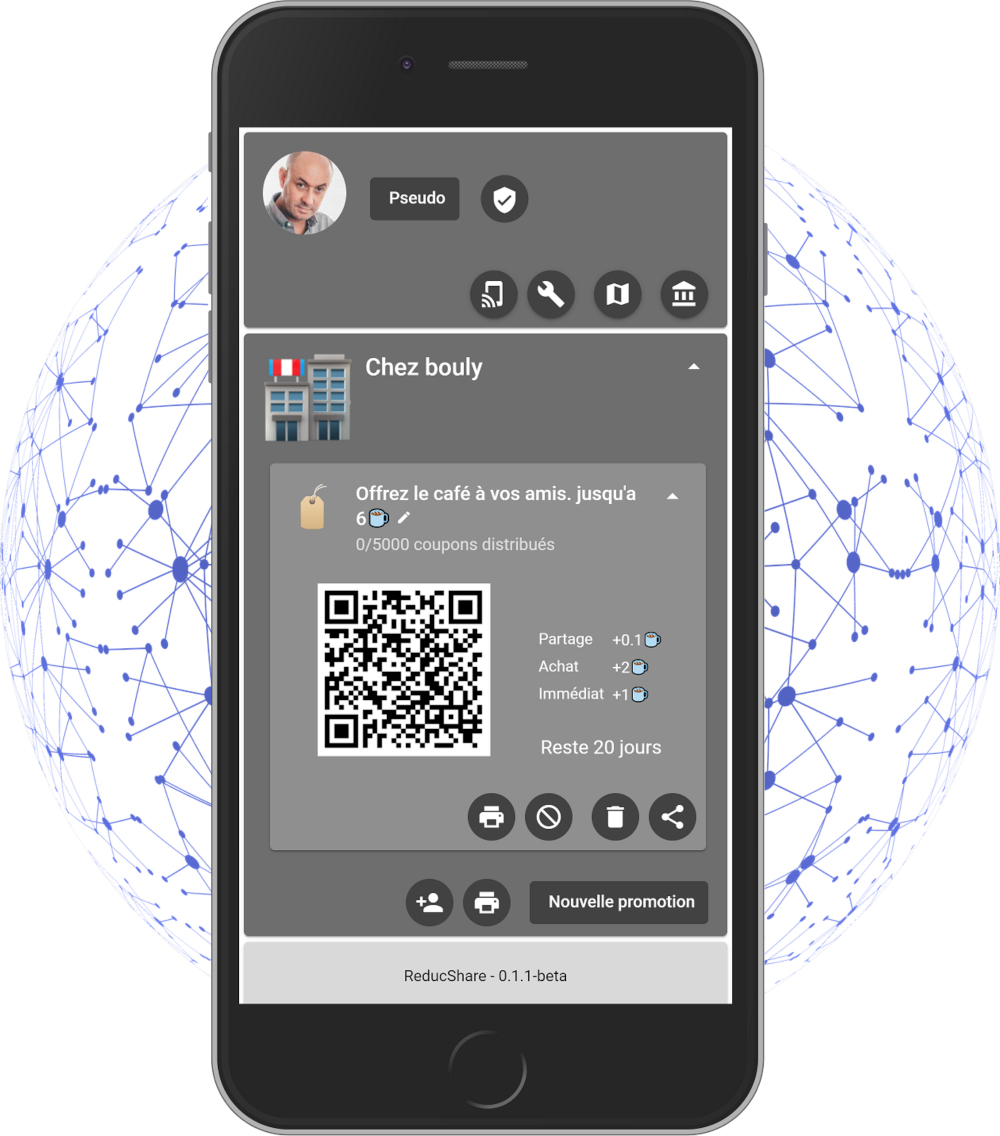 Pseudo
Chez bouly
Offrez le café à vos amis. jusqu'a
6
0/5000 coupons distribués
Partage +0.1
Achat +2
Immédiat +1
Reste 20 jours
Nouvelle promotion
ReducShare - 0.1.1-beta